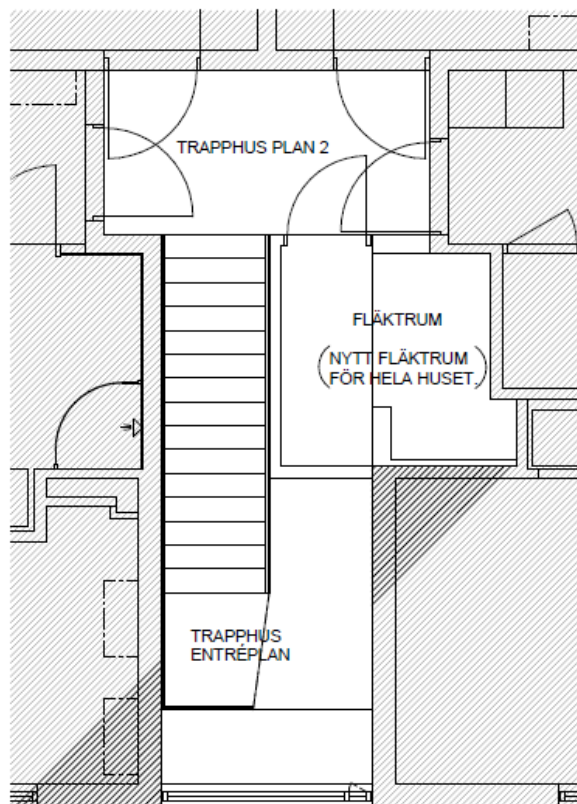 TRAPPHUS PLAN 2
FLÄKTRUM
(NYTT FLÄKTRUM
FÖR HELA HUSET.)
TRAPPHUS
ENTRÉPLAN